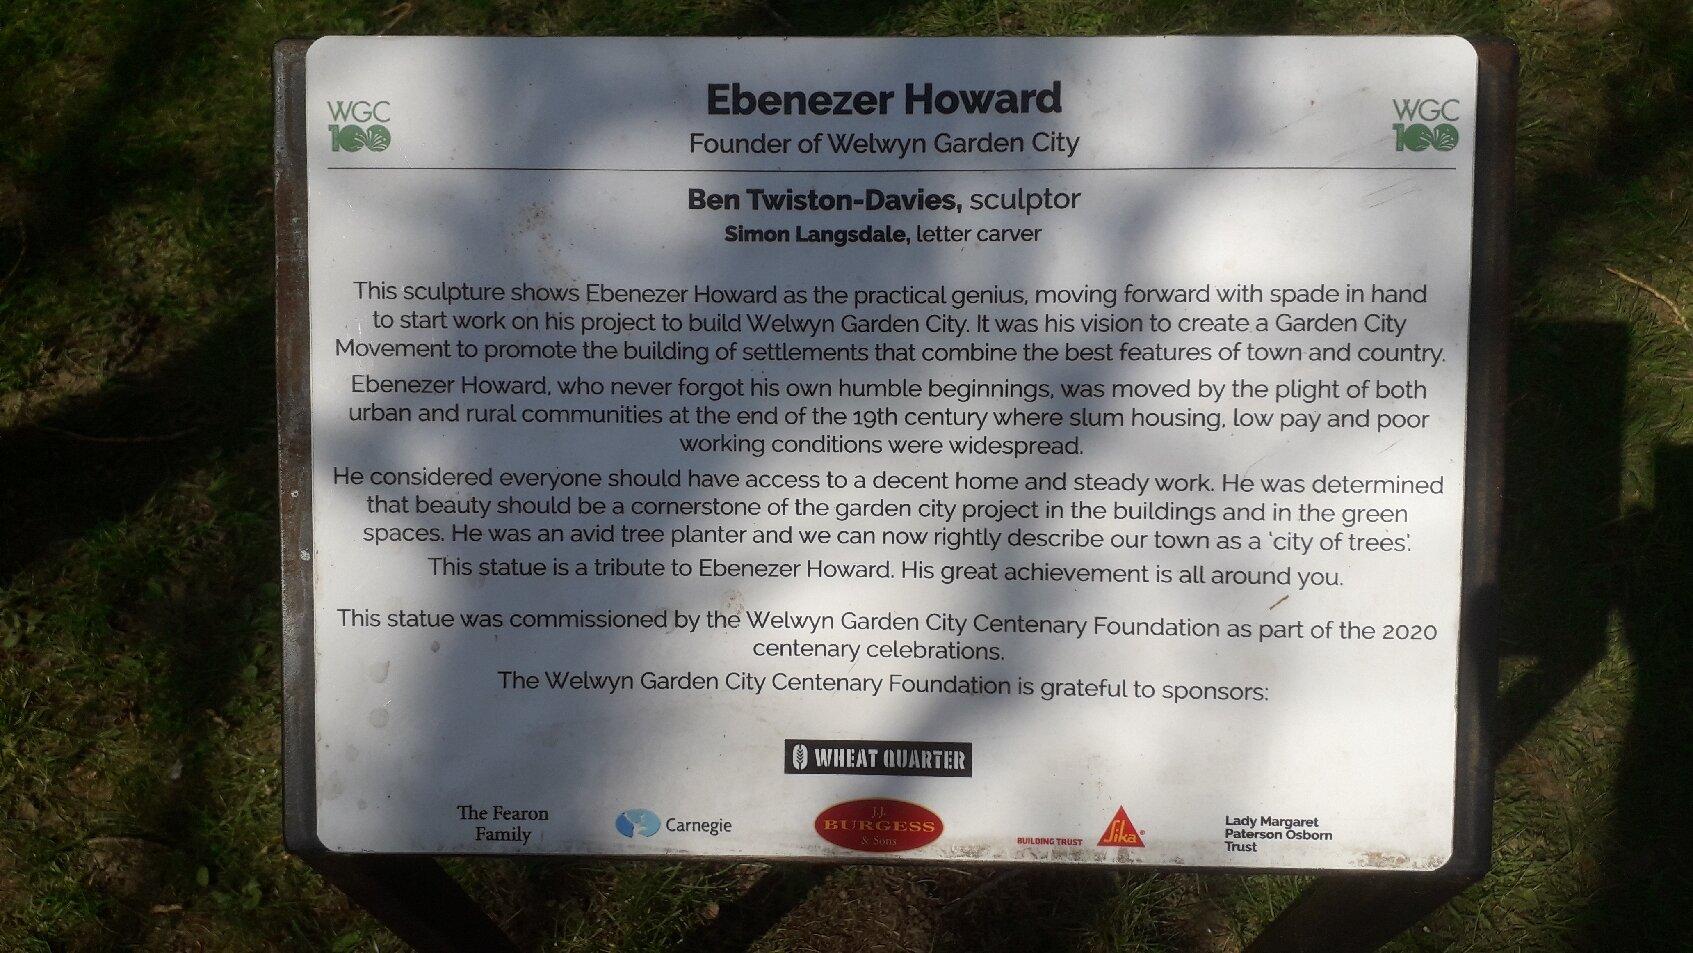 WGC
100
Ebenezer Howard
WGC
100
Founder of Welwyn Garden City
Ben Twiston-Davies, sculptor
Simon Langsdale, letter carver
This sculpture shows Ebenezer Howard as the practical genius, moving forward with spade in hand
to start work on his project to build Welwyn Garden City. It was his vision to create a Garden City
Movement to promote the building of settlements that combine the best features of town and country.
Ebenezer Howard, who never forgot his own humble beginnings, was moved by the plight of both
urban and rural communities at the end of the 19th century where slum housing, low pay and poor
working conditions were widespread.
He considered everyone should have access to a decent home and steady work. He was determined
that beauty should be a cornerstone of the garden city project in the buildings and in the green
spaces. He was an avid tree planter and we can now rightly describe our town as a 'city of trees'.
This statue is a tribute to Ebenezer Howard. His great achievement is all around you.
This statue was commissioned by the Welwyn Garden City Centenary Foundation as part of the 2020
centenary celebrations.
The Welwyn Garden City Centenary Foundation is grateful to sponsors:
WHEAT QUARTER
The Fearon
Family
Carnegie
J.J.
BURGESS
& Sons
BUILDING TRUST
Sika®
Lady Margaret
Paterson Osborn
Trust